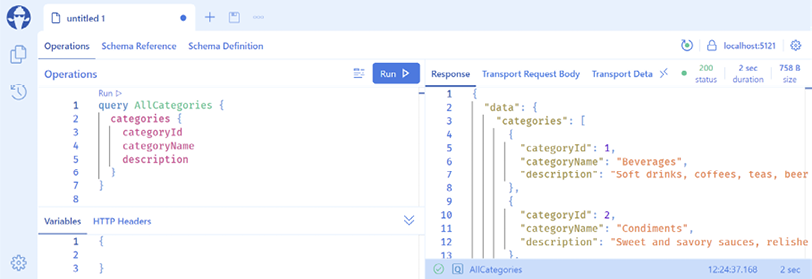 untitled 1
Operations Schema Reference Schema Definition
localhost:5121
Operations
Run
Run
1 query AllCategories {
2 categories {
3 categoryId
4 categoryName
5 description
6 }
7 }
8
Variables HTTP Headers
1 {
2
3 }
Response Transport Request Body Transport Data
200 status
2 sec duration
758 B size
1 {
2 "data": {
3 "categories": [
4 {
5 "categoryId": 1,
6 "categoryName": "Beverages",
7 "description": "Soft drinks, coffees, teas, beer
8 },
9 {
10 "categoryId": 2,
11 "categoryName": "Condiments",
12 "description": "Sweet and savory sauces, relishe
13 },
AllCategories 12:24:37.168 2 sec